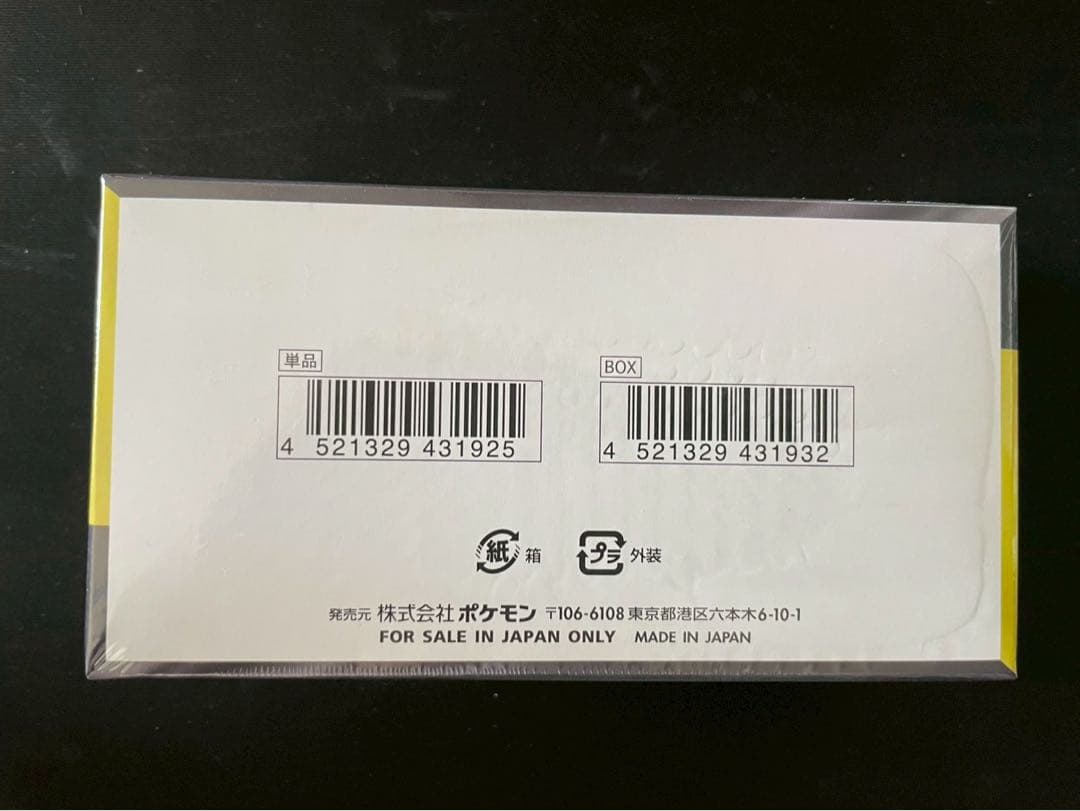 単品
4 521329 431925
BOX
4 521329 431932
紙 箱 プラ 外装
発売元 株式会社 ポケモン 〒106-6108 東京都港区六本木6-10-1
FOR SALE IN JAPAN ONLY MADE IN JAPAN